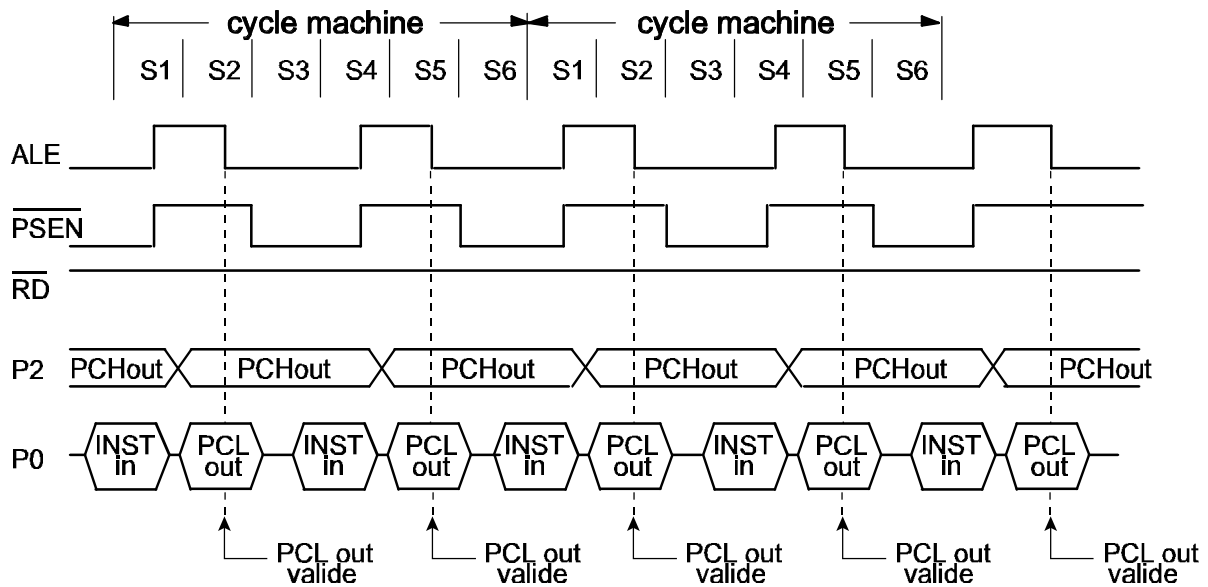 cycle machine cycle machine
S1 S2 S3 S4 S5 S6 S1 S2 S3 S4 S5 S6
ALE
PSEN
RD
P2 PCHout PCHout PCHout PCHout PCHout PCHout
P0 INST in PCL out INST in PCL out INST in PCL out INST in PCL out INST in PCL out
PCL out valide PCL out valide PCL out valide PCL out valide PCL out valide